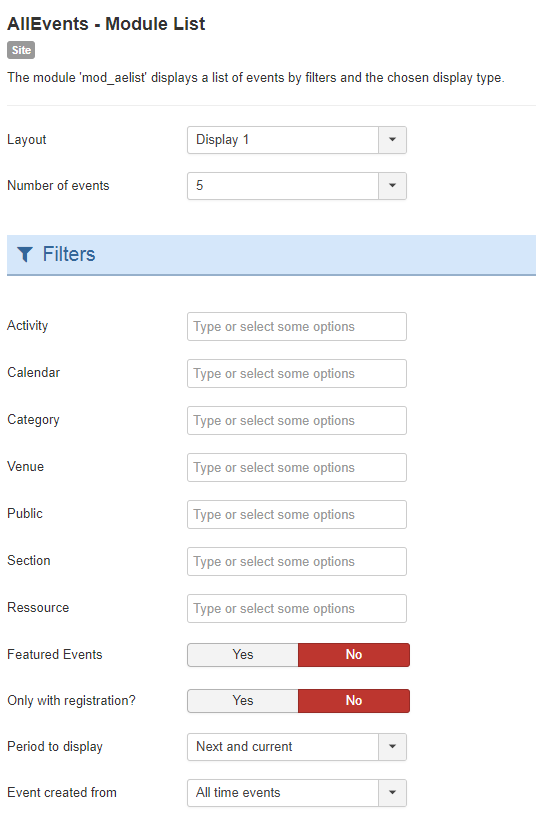 AllEvents - Module List
Site
The module 'mod_aelist' displays a list of events by filters and the chosen display type.
Layout Display 1
Number of events 5
Filters
Activity Type or select some options
Calendar Type or select some options
Category Type or select some options
Venue Type or select some options
Public Type or select some options
Section Type or select some options
Ressource Type or select some options
Featured Events Yes No
Only with registration? Yes No
Period to display Next and current
Event created from All time events